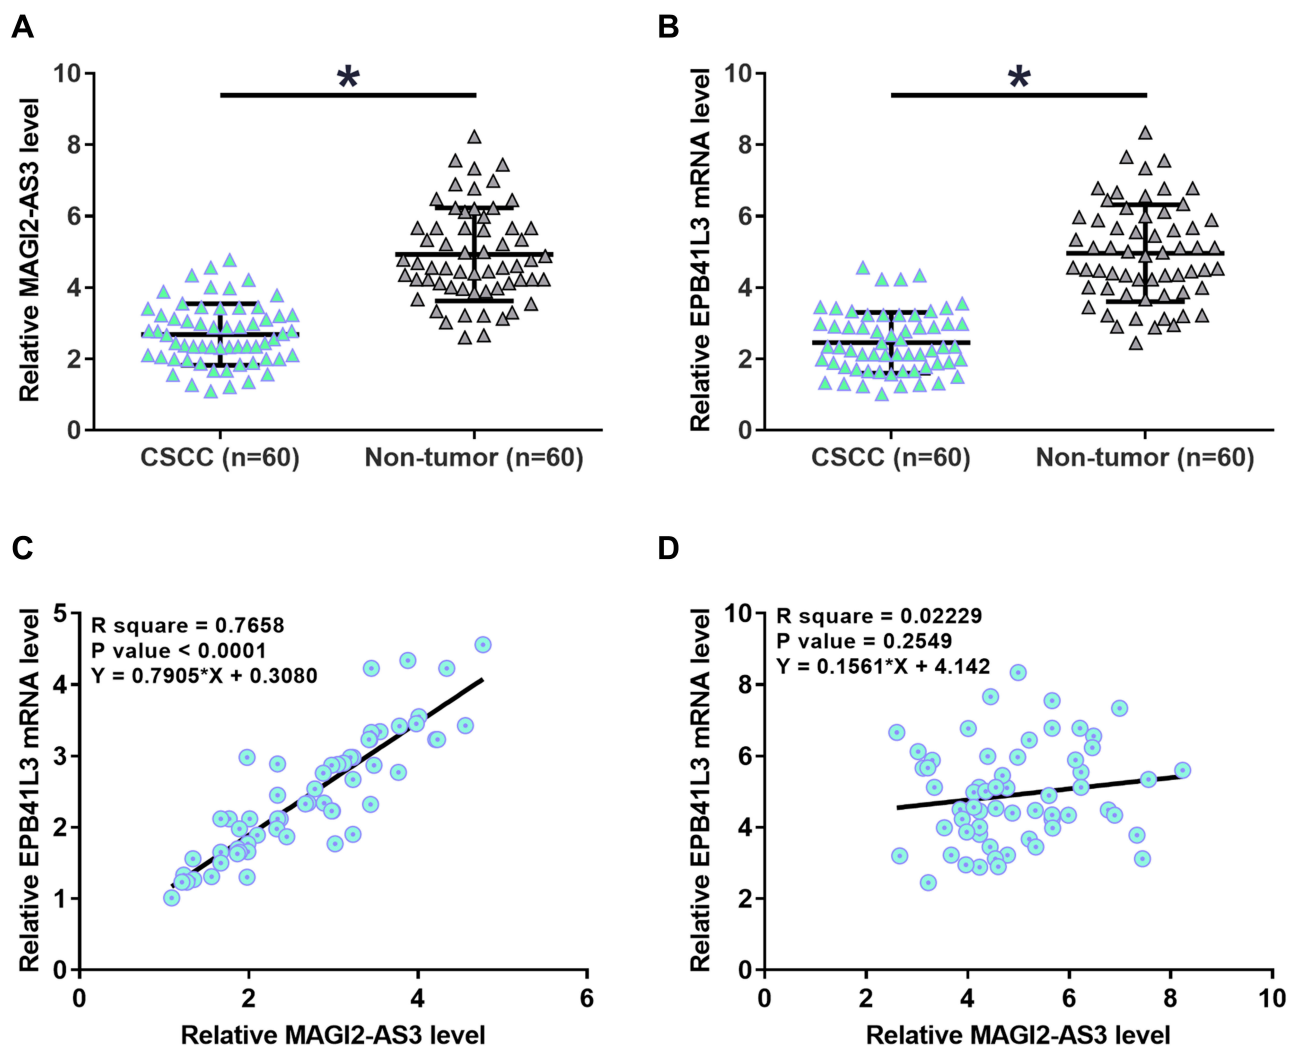 A
Relative MAGI2-AS3 level
10
8
6
4
2
0
*
CSCC (n=60)
Non-tumor (n=60)
B
Relative EPB41L3 mRNA level
10
8
6
4
2
0
*
CSCC (n=60)
Non-tumor (n=60)
C
Relative EPB41L3 mRNA level
5
4
3
2
1
0
R square = 0.7658
P value < 0.0001
Y = 0.7905*X + 0.3080
0
2
4
6
Relative MAGI2-AS3 level
D
Relative EPB41L3 mRNA level
10
8
6
4
2
0
R square = 0.02229
P value = 0.2549
Y = 0.1561*X + 4.142
0
2
4
6
8
10
Relative MAGI2-AS3 level